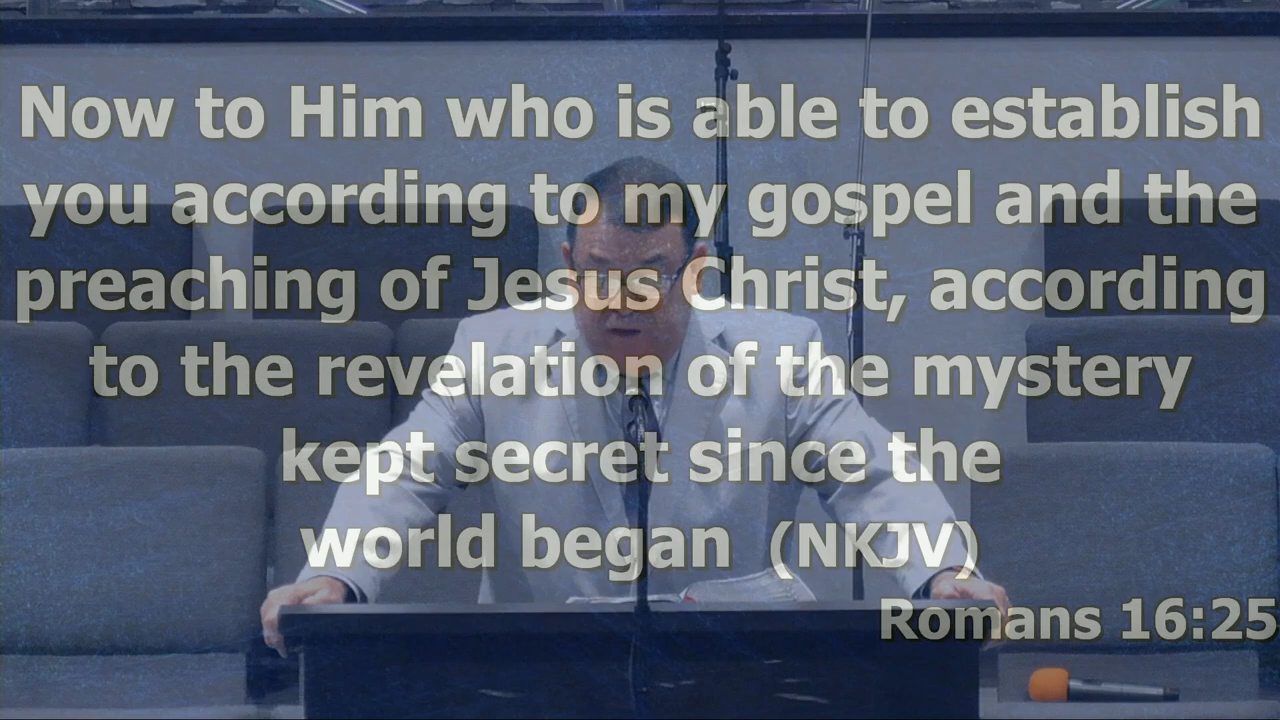 Now to Him who is able to establish
you according to my gospel and the
preaching of Jesus Christ, according
to the revelation of the mystery
kept secret since the
world began (NKJV)
Romans 16:25